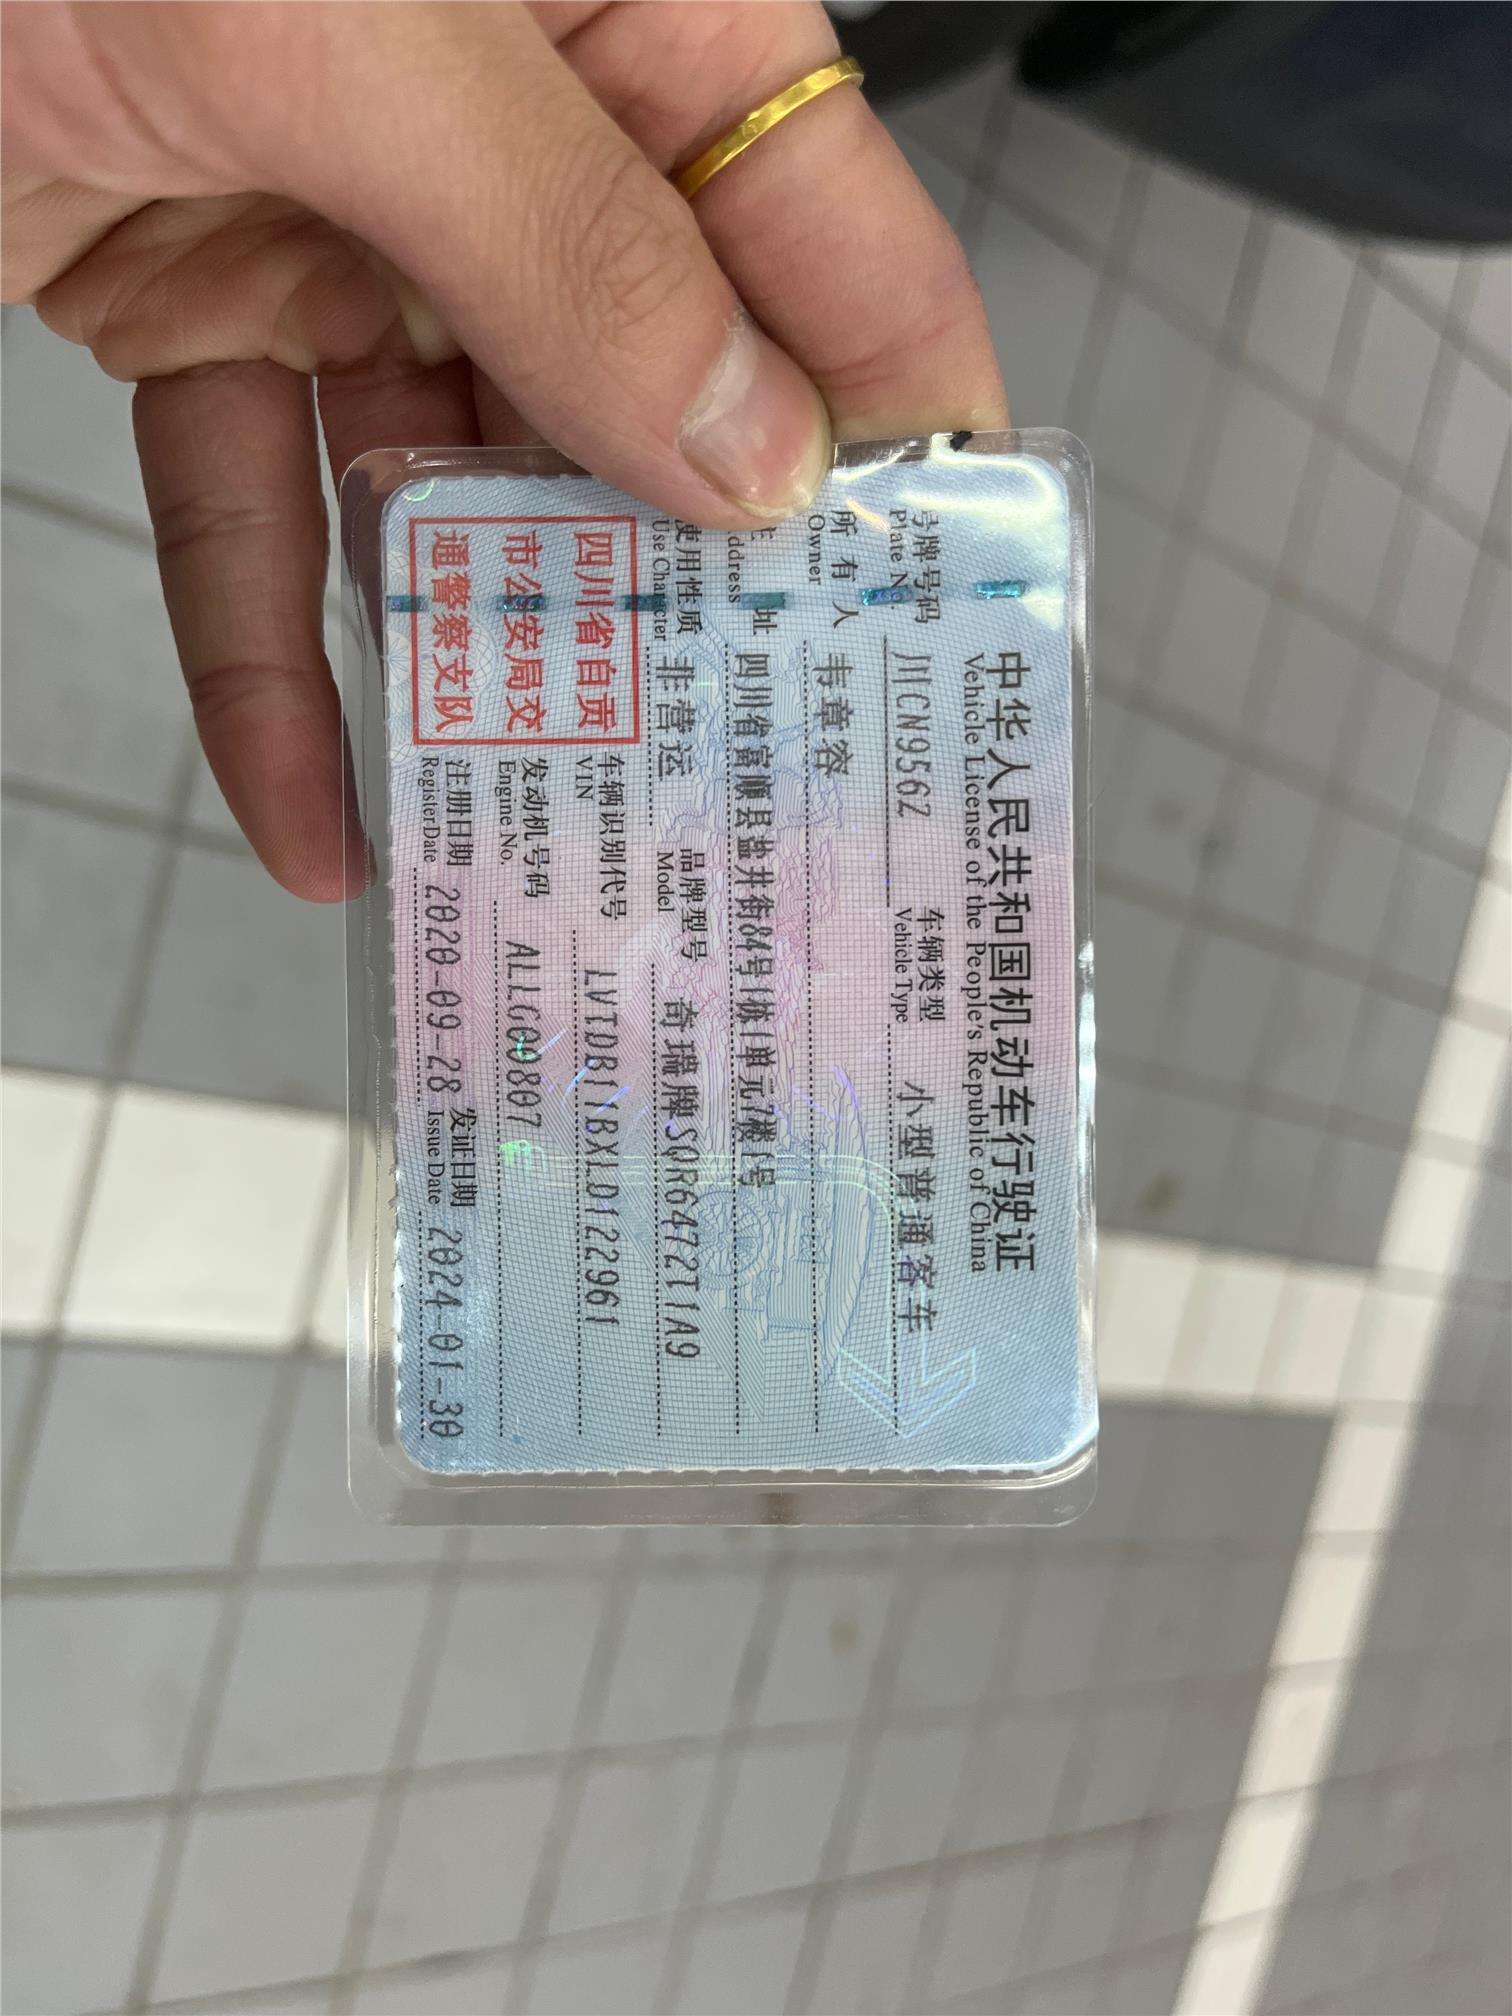 中华人民共和国机动车行驶证
Vehicle License of the People's Republic of China
号牌号码 川CN956Z 车辆类型 小型普通客车
Plate No. Vehicle Type
所有人 韦章容
Owner
住址 四川省富顺县盐井街84号1栋1单元7楼1号
Address
使用性质 非营运 品牌型号 奇瑞牌SQR6472T1A9
Use Character Model
四川省自贡
市公安局交
通警察支队
车辆识别代号 LVTDB11BXLD122961
VIN
发动机号码 ALLG00807
Engine No.
注册日期 2020-09-28 发证日期 2024-01-30
Register Date Issue Date